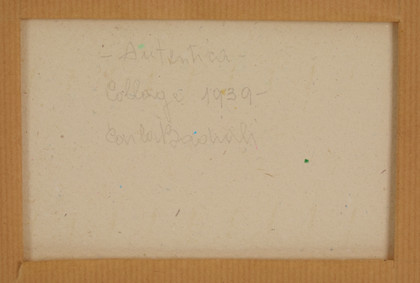 - Autentica -
Collage 1939 -
Carla Badiali